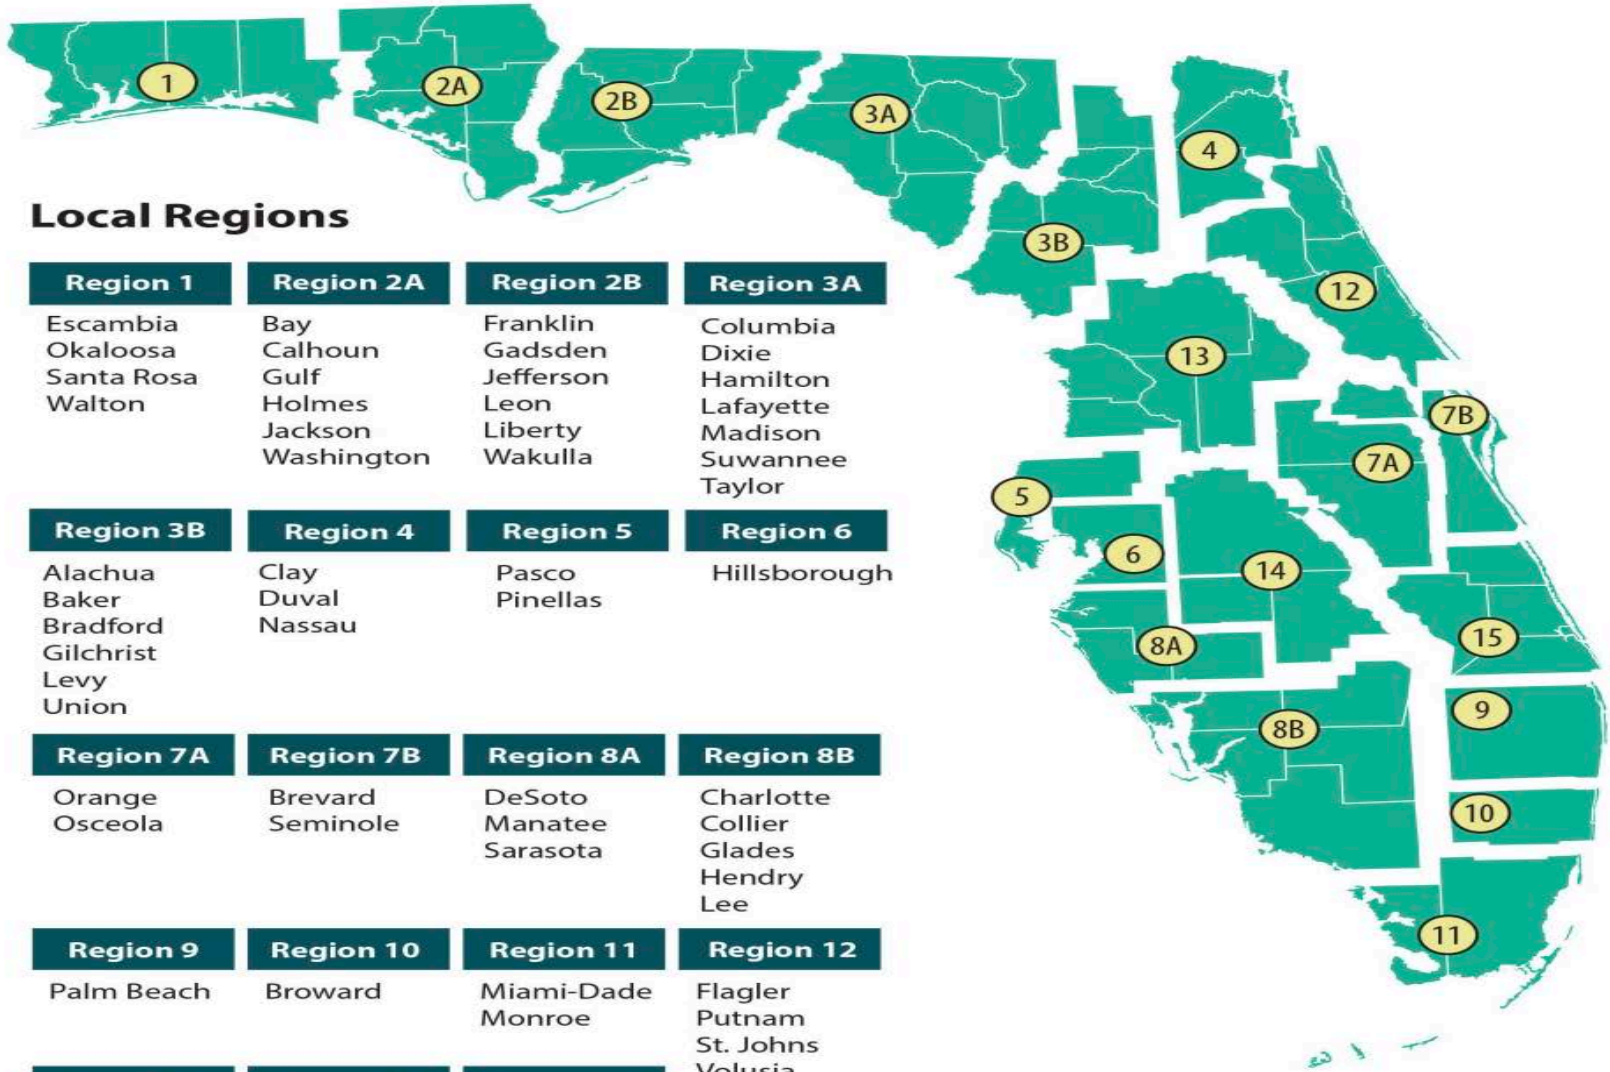 1
2A
2B
3A
4
3B
12
13
7B
7A
5
6
14
8A
15
9
8B
10
11
Local Regions
Region 1
Escambia
Okaloosa
Santa Rosa
Walton
Region 2A
Bay
Calhoun
Gulf
Holmes
Jackson
Washington
Region 2B
Franklin
Gadsden
Jefferson
Leon
Liberty
Wakulla
Region 3A
Columbia
Dixie
Hamilton
Lafayette
Madison
Suwannee
Taylor
Region 3B
Alachua
Baker
Bradford
Gilchrist
Levy
Union
Region 4
Clay
Duval
Nassau
Region 5
Pasco
Pinellas
Region 6
Hillsborough
Region 7A
Orange
Osceola
Region 7B
Brevard
Seminole
Region 8A
DeSoto
Manatee
Sarasota
Region 8B
Charlotte
Collier
Glades
Hendry
Lee
Region 9
Palm Beach
Region 10
Broward
Region 11
Miami-Dade
Monroe
Region 12
Flagler
Putnam
St. Johns
Volusia